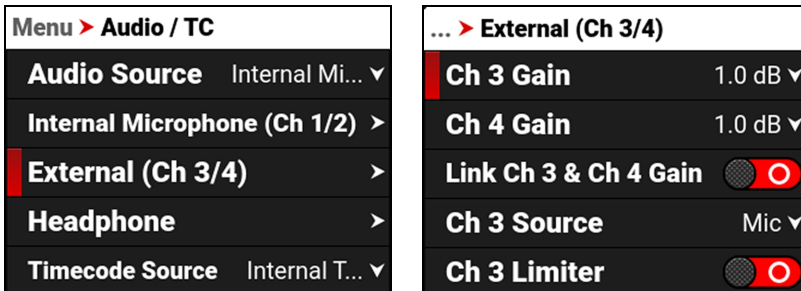 Menu > Audio / TC
Audio Source Internal Mi...
Internal Microphone (Ch 1/2) >
External (Ch 3/4) >
Headphone >
Timecode Source Internal T...
... > External (Ch 3/4)
Ch 3 Gain 1.0 dB
Ch 4 Gain 1.0 dB
Link Ch 3 & Ch 4 Gain
Ch 3 Source Mic
Ch 3 Limiter